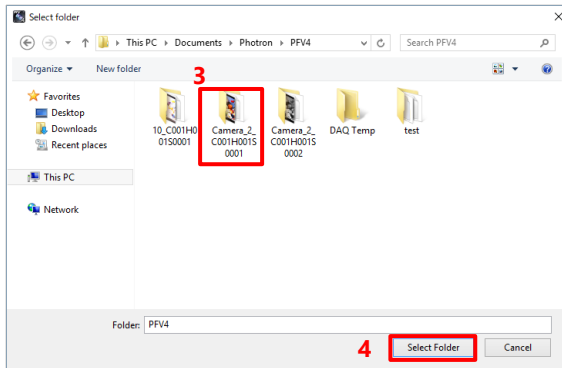 Select folder
This PC Documents Photron PFV4
Search PFV4
Organize
New folder
3
Favorites
Desktop
Downloads
Recent places
This PC
Network
10_C001H0
01S0001
Camera_2_
C001H001S
0001
Camera_2_
C001H001S
0002
DAQ Temp
test
Folder: PFV4
4
Select Folder
Cancel